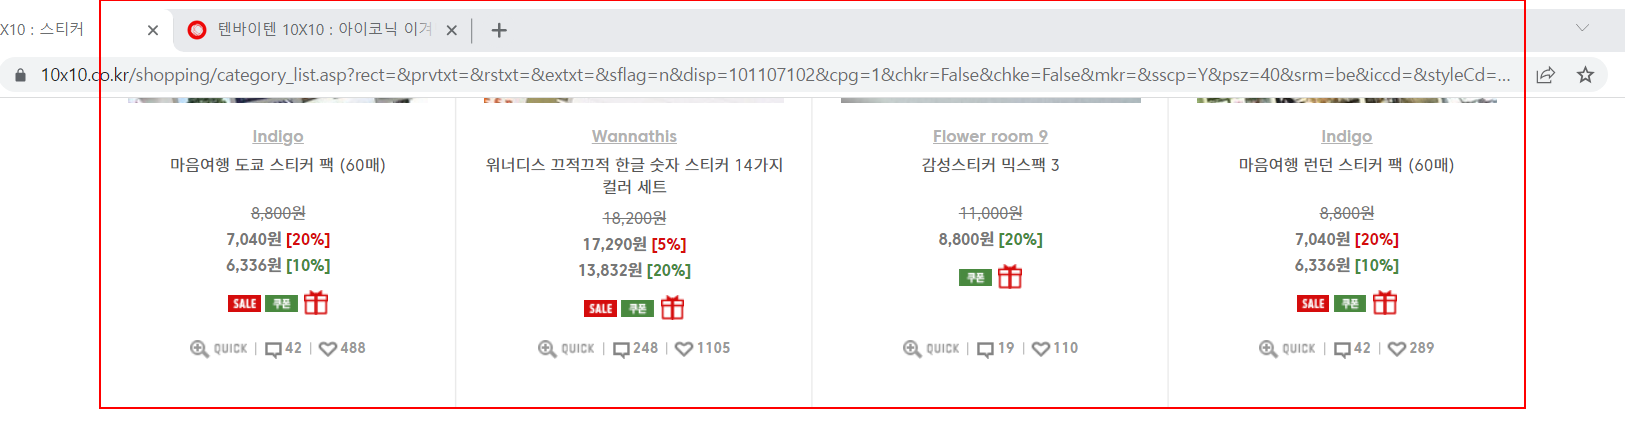 X10 : 스티커
텐바이텐 10X10 : 아이코닉 이겨
10x10.co.kr/shopping/category_list.asp?rect=&prvtxt=&rstxt=&extxt=&sflag=n&disp=101107102&cpg=1&chkr=False&chke=False&mkr=&sscp=Y&psz=40&srm=be&iccd=&styleCd=...
Indigo
마음여행 도쿄 스티커 팩 (60매)
8,800원
7,040원 [20%]
6,336원 [10%]
SALE 쿠폰
QUICK | 42 | 488
Wannathis
워너디스 끄적끄적 한글 숫자 스티커 14가지
컬러 세트
18,200원
17,290원 [5%]
13,832원 [20%]
SALE 쿠폰
QUICK | 248 | 1105
Flower room 9
감성스티커 믹스팩 3
11,000원
8,800원 [20%]
쿠폰
QUICK | 19 | 110
Indigo
마음여행 런던 스티커 팩 (60매)
8,800원
7,040원 [20%]
6,336원 [10%]
SALE 쿠폰
QUICK | 42 | 289